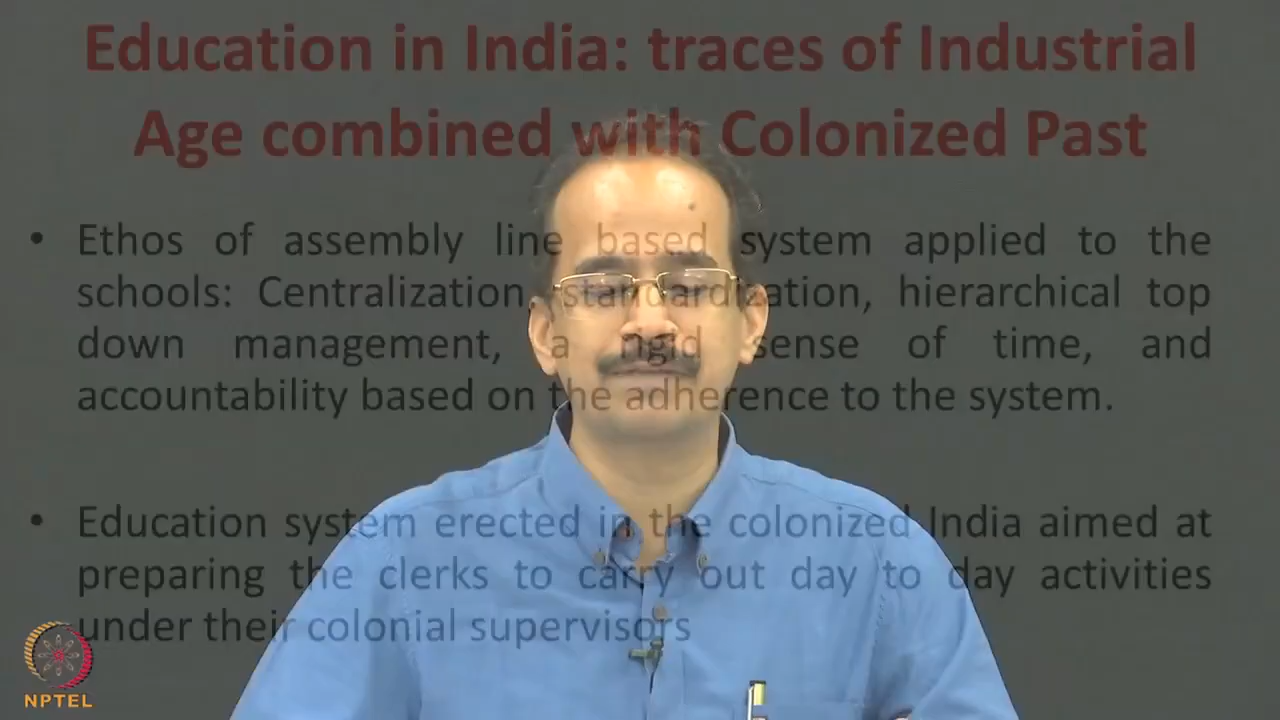 Education in India: traces of Industrial
Age combined with Colonized Past
• Ethos of assembly line based system applied to the
schools: Centralization, standardization, hierarchical top
down management, a rigid sense of time, and
accountability based on the adherence to the system.
• Education system erected in the colonized India aimed at
preparing the clerks to carry out day to day activities
under their colonial supervisors
NPTEL